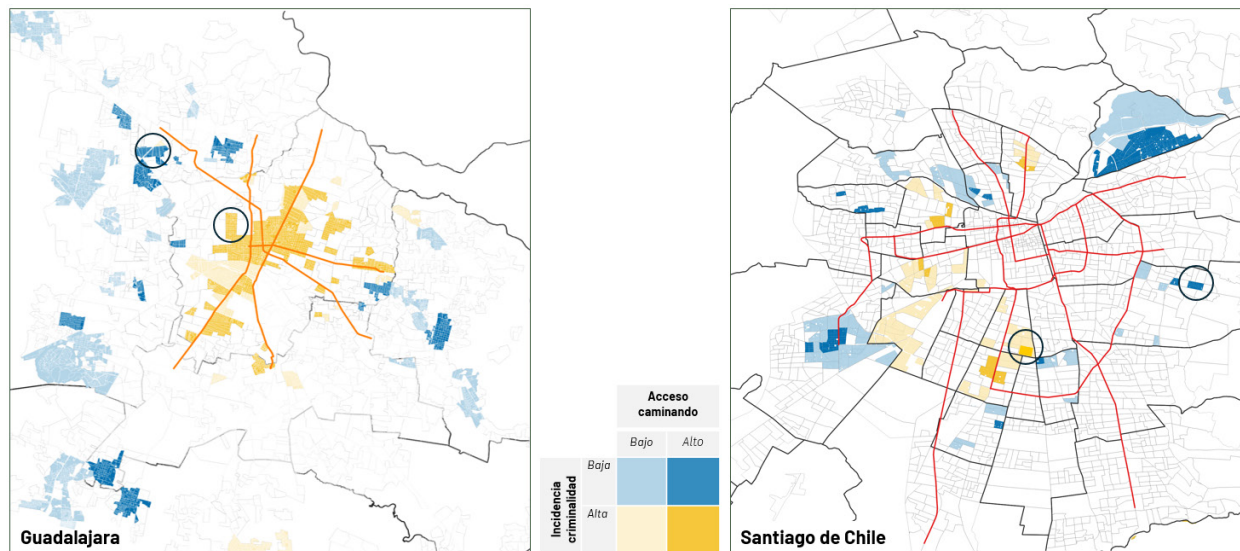 Guadalajara
Acceso
caminando
Bajo
Alto
Incidencia
criminalidad
Baja
Alta
Santiago de Chile